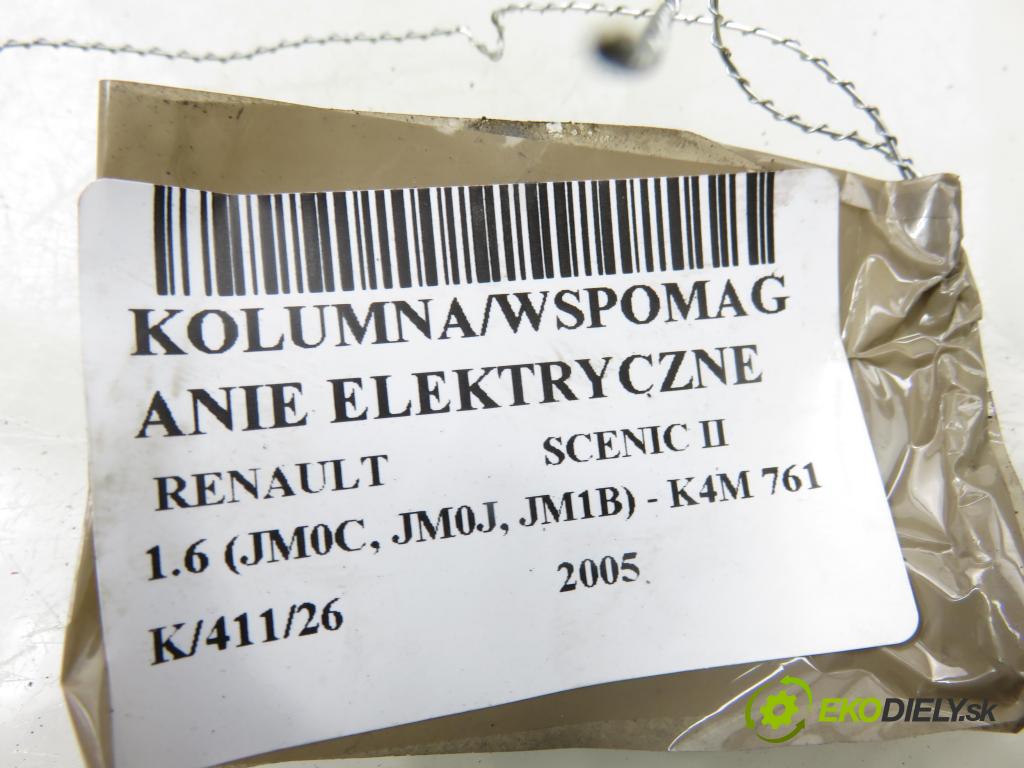 KOLUMNA/WSPOMAG
ANIE ELEKTRYCZNE
RENAULT SCENIC II
1.6 (JM0C, JM0J, JM1B) - K4M 761
K/411/26 2005
EKODIELY.sk